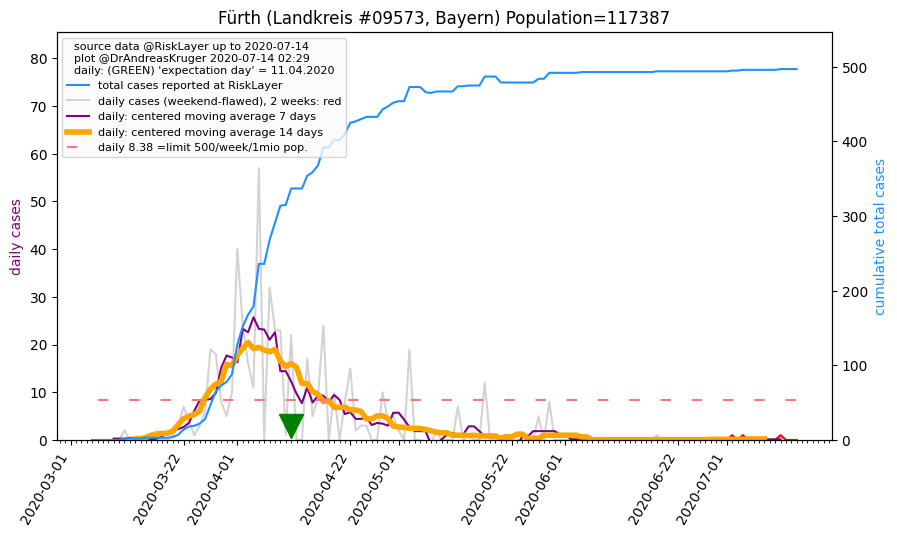 Fürth (Landkreis #09573, Bayern) Population=117387
source data @RiskLayer up to 2020-07-14
plot @DrAndreasKruger 2020-07-14 02:29
daily: (GREEN) 'expectation day' = 11.04.2020
total cases reported at RiskLayer
daily cases (weekend-flawed), 2 weeks: red
daily: centered moving average 7 days
daily: centered moving average 14 days
daily 8.38 =limit 500/week/1mio pop.
daily cases
80
70
60
50
40
30
20
10
0
cumulative total cases
500
400
300
200
100
0
2020-03-01
2020-03-22
2020-04-01
2020-04-22
2020-05-01
2020-05-22
2020-06-01
2020-06-22
2020-07-01